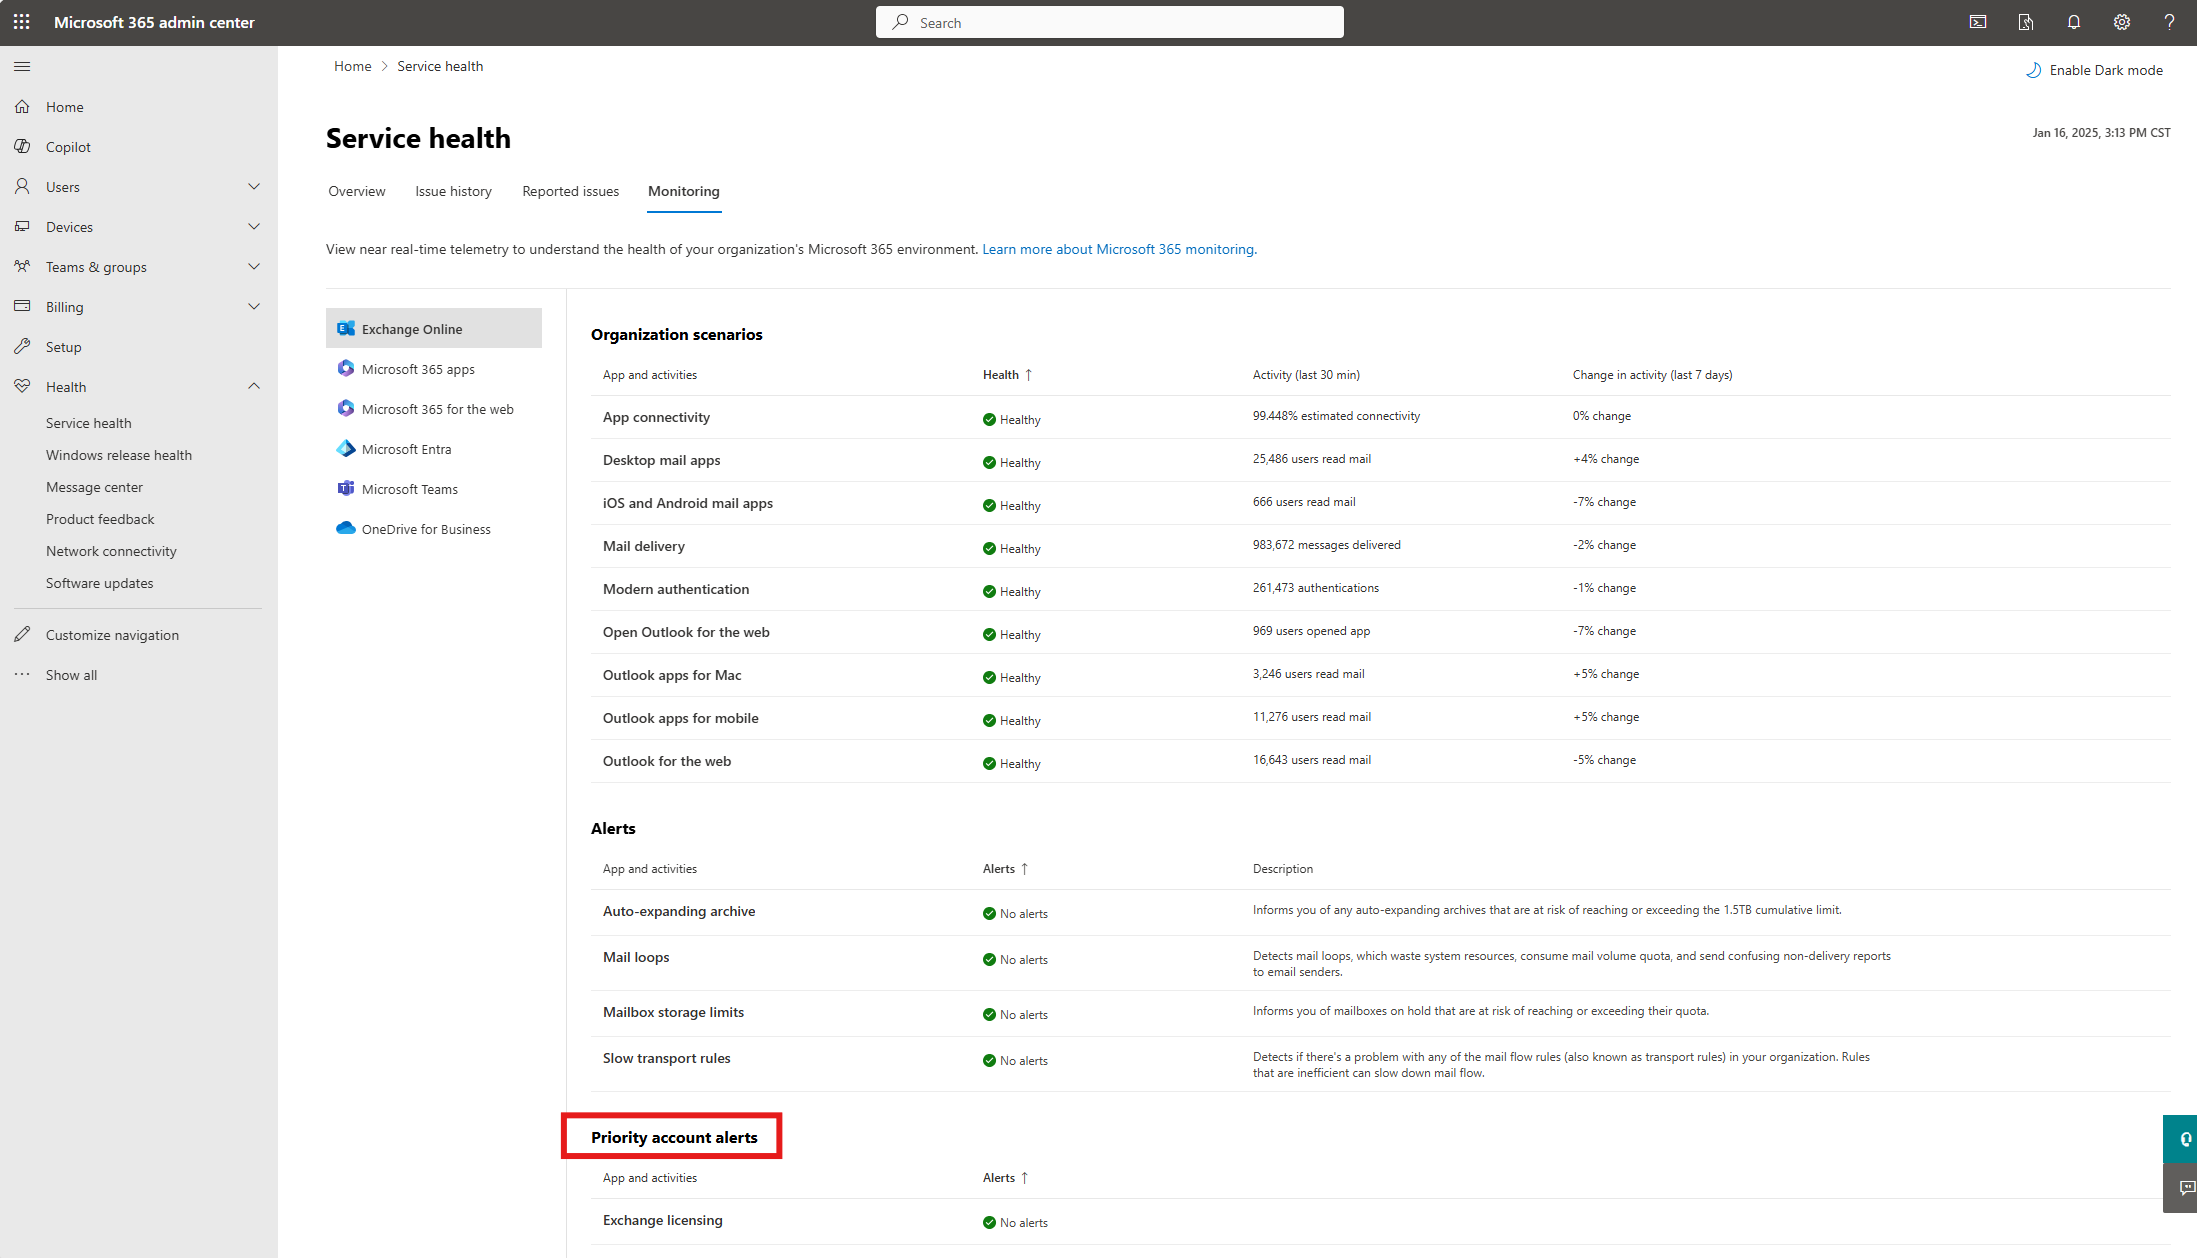 Microsoft 365 admin center
Search
Home
Copilot
Users
Devices
Teams & groups
Billing
Setup
Health
Service health
Windows release health
Message center
Product feedback
Network connectivity
Software updates
Customize navigation
Show all
Home > Service health
Enable Dark mode
Service health
Jan 16, 2025, 3:13 PM CST
Overview Issue history Reported issues Monitoring
View near real-time telemetry to understand the health of your organization's Microsoft 365 environment. Learn more about Microsoft 365 monitoring.
Exchange Online
Microsoft 365 apps
Microsoft 365 for the web
Microsoft Entra
Microsoft Teams
OneDrive for Business
Organization scenarios
App and activities Health ↑ Activity (last 30 min) Change in activity (last 7 days)
App connectivity Healthy 99.448% estimated connectivity 0% change
Desktop mail apps Healthy 25,486 users read mail +4% change
iOS and Android mail apps Healthy 666 users read mail -7% change
Mail delivery Healthy 983,672 messages delivered -2% change
Modern authentication Healthy 261,473 authentications -1% change
Open Outlook for the web Healthy 969 users opened app -7% change
Outlook apps for Mac Healthy 3,246 users read mail +5% change
Outlook apps for mobile Healthy 11,276 users read mail +5% change
Outlook for the web Healthy 16,643 users read mail -5% change
Alerts
App and activities Alerts ↑ Description
Auto-expanding archive No alerts Informs you of any auto-expanding archives that are at risk of reaching or exceeding the 1.5TB cumulative limit.
Mail loops No alerts Detects mail loops, which waste system resources, consume mail volume quota, and send confusing non-delivery reports
to email senders.
Mailbox storage limits No alerts Informs you of mailboxes on hold that are at risk of reaching or exceeding their quota.
Slow transport rules No alerts Detects if there's a problem with any of the mail flow rules (also known as transport rules) in your organization. Rules
that are inefficient can slow down mail flow.
Priority account alerts
App and activities Alerts ↑
Exchange licensing No alerts